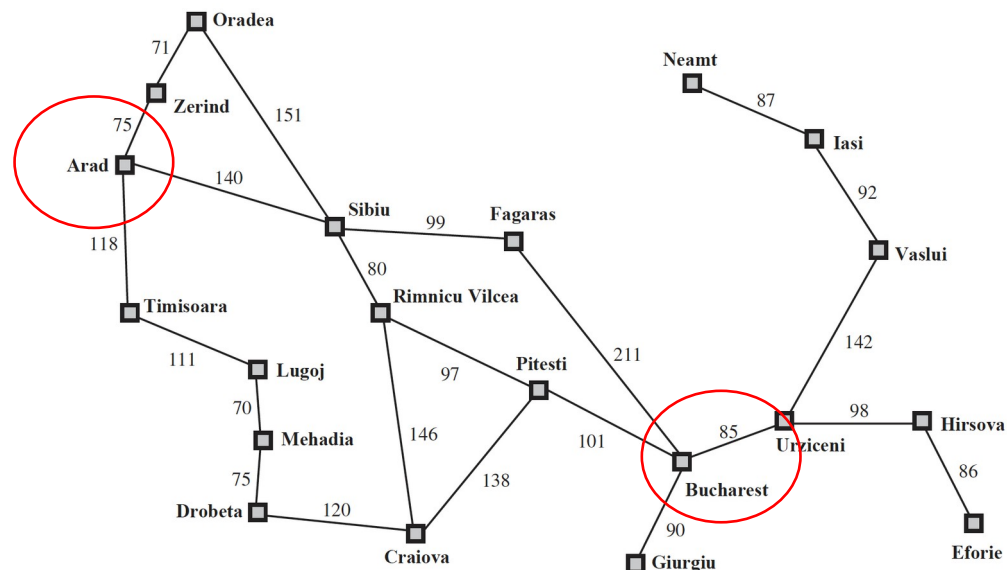 Oradea
71
Neamt
Zerind
87
75
151
Iasi
Arad
140
92
Sibiu
Fagaras
99
118
Vaslui
80
Timisoara
Rimnicu Vilcea
142
111
Lugoj
Pitesti
211
97
70
98
Hirsova
Mehadia
146
101
85
Urziceni
75
138
86
Bucharest
Drobeta
120
90
Craiova
Eforie
Giurgiu